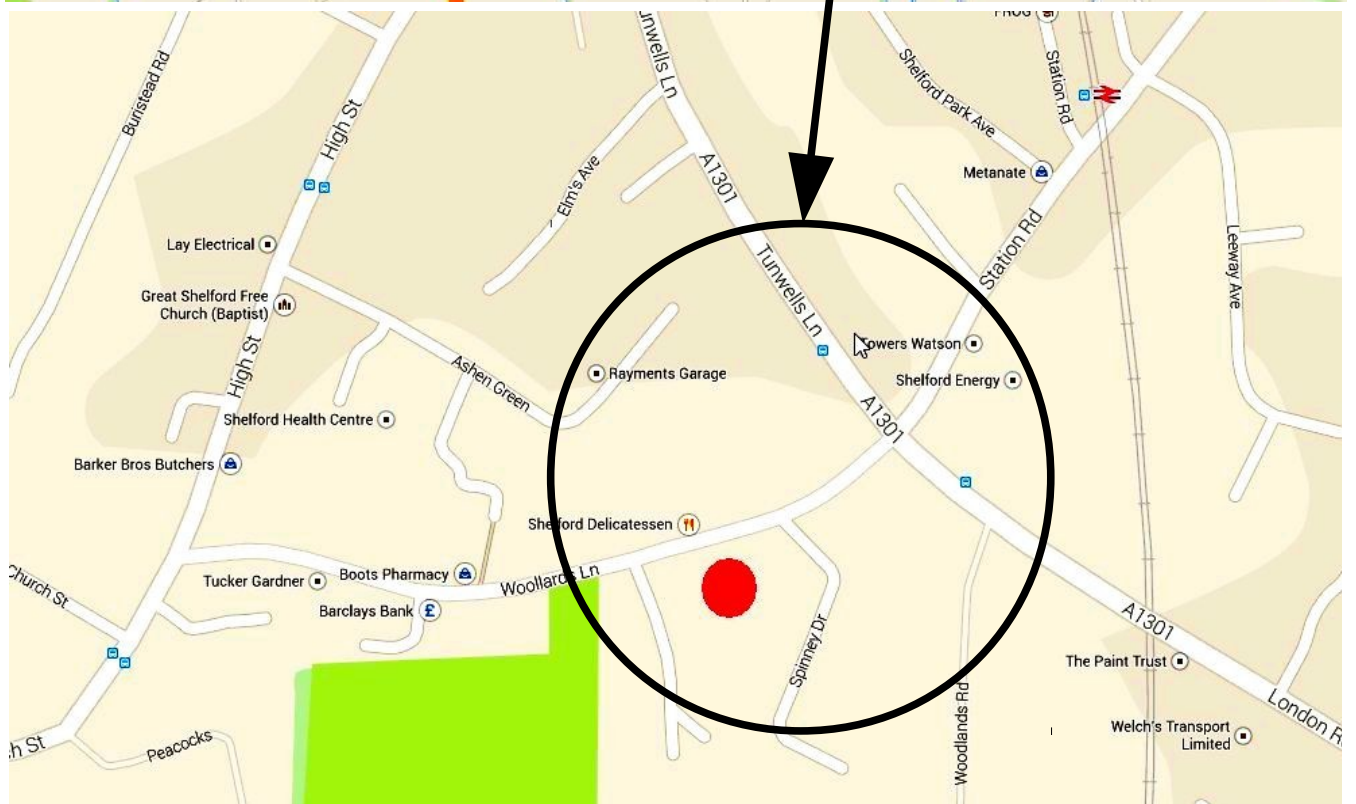 PROG
Tunwells Ln
Bunstead Rd
High St
Shelford Park Ave
Station Rd
A1301
Metanate
Elm's Ave
Lay Electrical
Station Rd
Leeway Ave
Great Shelford Free
Church (Baptist)
Tunwells Ln
High St
Towers Watson
Ashen Green
Rayments Garage
Shelford Energy
Shelford Health Centre
A1301
Barker Bros Butchers
Shelford Delicatessen
Church St
Tucker Gardner
Boots Pharmacy
Woollards Ln
Barclays Bank
£
A1301
Spinney Dr
The Paint Trust
Woodlands Rd
London R
h St
Peacocks
Welch's Transport
Limited